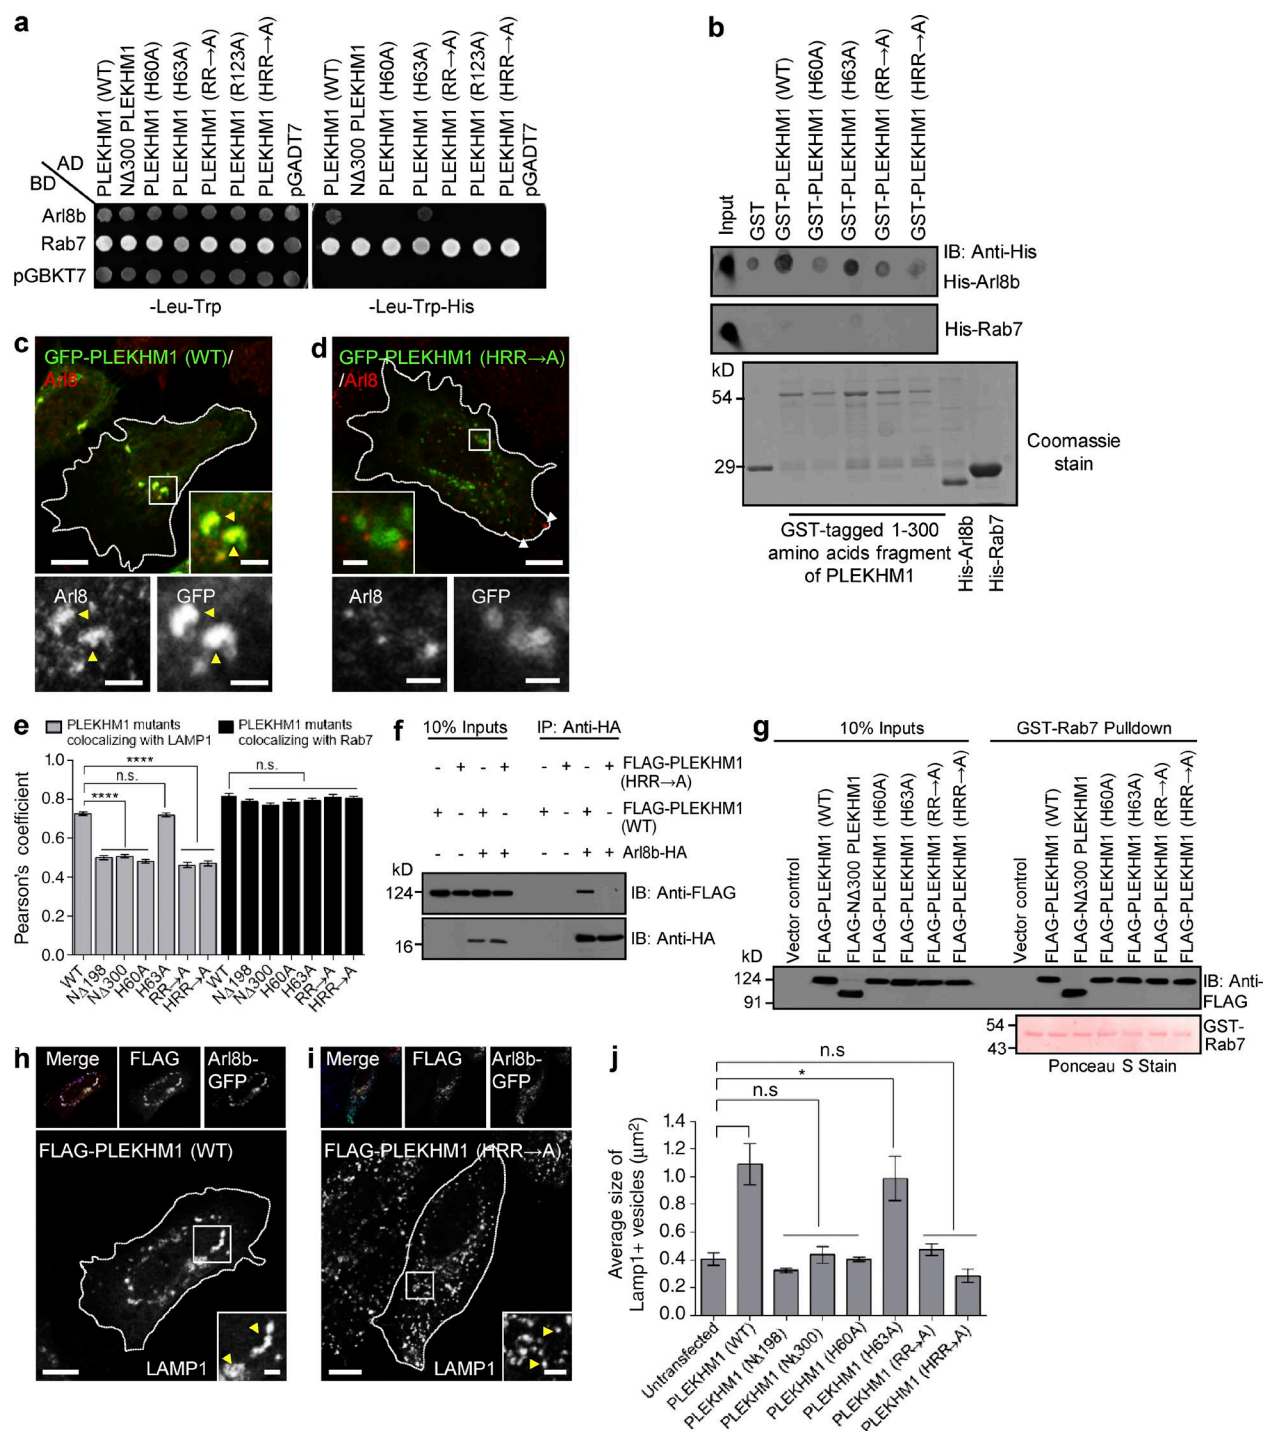 a
PLEKHM1 (WT)
NΔ300 PLEKHM1
PLEKHM1 (H60A)
PLEKHM1 (H63A)
PLEKHM1 (RR→A)
PLEKHM1 (R123A)
PLEKHM1 (HRR→A)
pGADT7
PLEKHM1 (WT)
NΔ300 PLEKHM1
PLEKHM1 (H60A)
PLEKHM1 (H63A)
PLEKHM1 (RR→A)
PLEKHM1 (R123A)
PLEKHM1 (HRR→A)
pGADT7
AD
BD
Arl8b
Rab7
pGBKT7
-Leu-Trp
-Leu-Trp-His
b
Input
GST
GST-PLEKHM1 (WT)
GST-PLEKHM1 (H60A)
GST-PLEKHM1 (H63A)
GST-PLEKHM1 (RR→A)
GST-PLEKHM1 (HRR→A)
IB: Anti-His
His-Arl8b
His-Rab7
kD
54
29
Coomassie
stain
GST-tagged 1-300
amino acids fragment
of PLEKHM1
His-Arl8b
His-Rab7
c
GFP-PLEKHM1 (WT)/
Arl8
Arl8
GFP
d
GFP-PLEKHM1 (HRR→A)
/Arl8
Arl8
GFP
e
PLEKHM1 mutants
colocalizing with LAMP1
PLEKHM1 mutants
colocalizing with Rab7
Pearson's coefficient
1.0
0.8
0.6
0.4
0.2
0.0
****
n.s.
****
n.s.
WT
NΔ198
NΔ300
H60A
H63A
RR→A
HRR→A
WT
NΔ198
NΔ300
H60A
H63A
RR→A
HRR→A
f
10% Inputs
IP: Anti-HA
- + - + - + - + FLAG-PLEKHM1
(HRR→A)
+ - + - + - + - FLAG-PLEKHM1
(WT)
- - + + - - + + Arl8b-HA
kD
124
IB: Anti-FLAG
16
IB: Anti-HA
g
10% Inputs
GST-Rab7 Pulldown
Vector control
FLAG-PLEKHM1 (WT)
FLAG-NΔ300 PLEKHM1
FLAG-PLEKHM1 (H60A)
FLAG-PLEKHM1 (H63A)
FLAG-PLEKHM1 (RR→A)
FLAG-PLEKHM1 (HRR→A)
Vector control
FLAG-PLEKHM1 (WT)
FLAG-NΔ300 PLEKHM1
FLAG-PLEKHM1 (H60A)
FLAG-PLEKHM1 (H63A)
FLAG-PLEKHM1 (RR→A)
FLAG-PLEKHM1 (HRR→A)
kD
124
91
IB: Anti-
FLAG
54
43
GST-
Rab7
Ponceau S Stain
h
Merge
FLAG
Arl8b-
GFP
FLAG-PLEKHM1 (WT)
LAMP1
i
Merge
FLAG
Arl8b-
GFP
FLAG-PLEKHM1 (HRR→A)
LAMP1
j
n.s
*
n.s
Average size of
Lamp1+ vesicles (μm²)
1.4
1.2
1.0
0.8
0.6
0.4
0.2
0.0
Untransfected
PLEKHM1 (WT)
PLEKHM1 (NΔ198)
PLEKHM1 (NΔ300)
PLEKHM1 (H60A)
PLEKHM1 (H63A)
PLEKHM1 (RR→A)
PLEKHM1 (HRR→A)